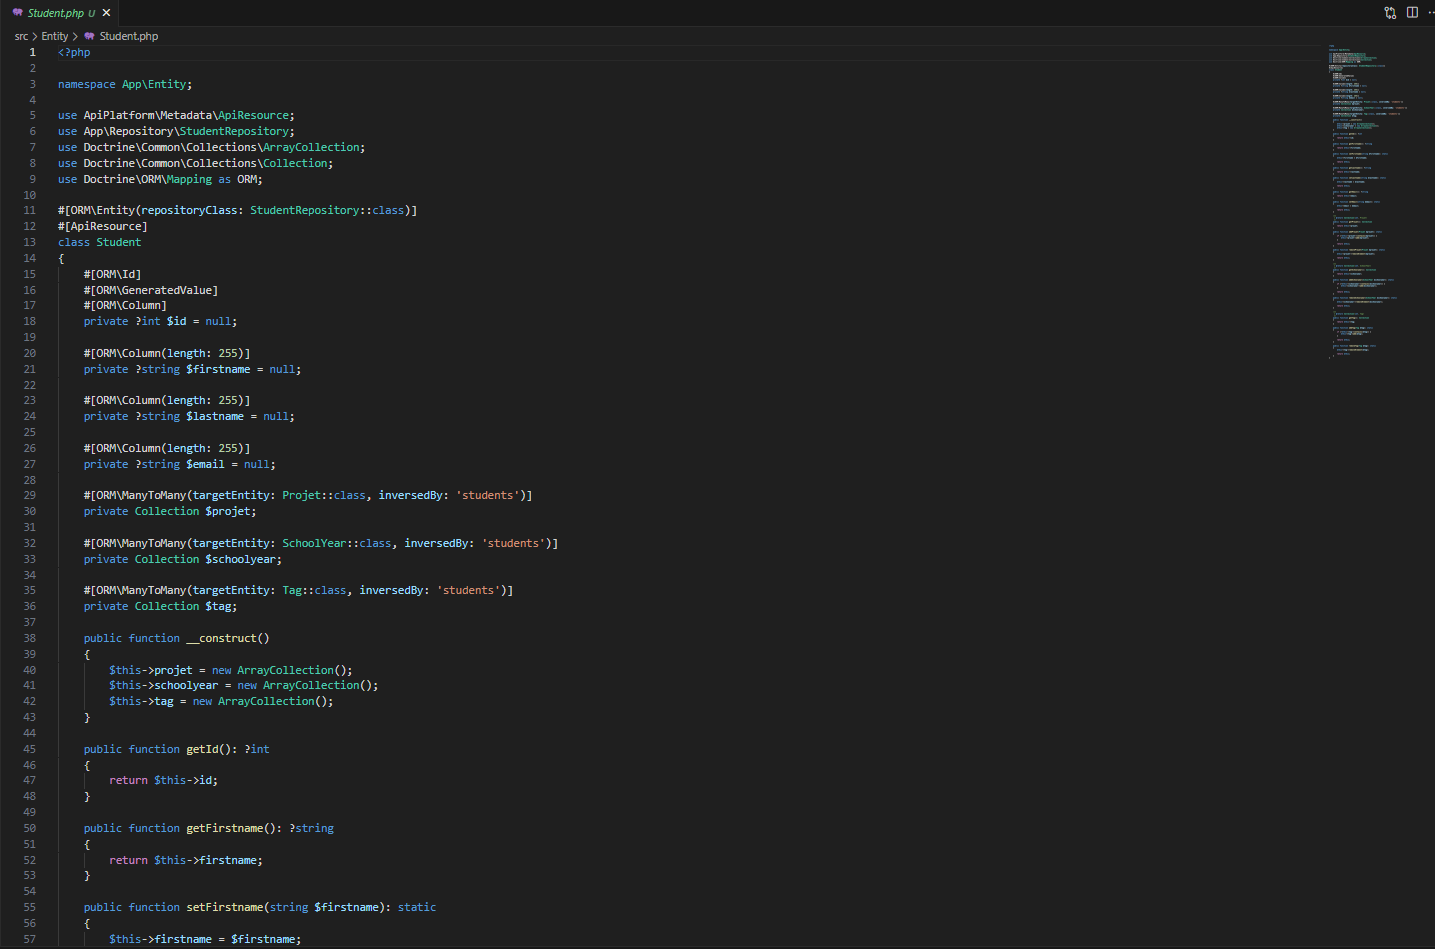 Student.php U
src > Entity > Student.php
1 <?php
2
3 namespace App\Entity;
4
5 use ApiPlatform\Metadata\ApiResource;
6 use App\Repository\StudentRepository;
7 use Doctrine\Common\Collections\ArrayCollection;
8 use Doctrine\Common\Collections\Collection;
9 use Doctrine\ORM\Mapping as ORM;
10
11 #[ORM\Entity(repositoryClass: StudentRepository::class)]
12 #[ApiResource]
13 class Student
14 {
15     #[ORM\Id]
16     #[ORM\GeneratedValue]
17     #[ORM\Column]
18     private ?int $id = null;
19
20     #[ORM\Column(length: 255)]
21     private ?string $firstname = null;
22
23     #[ORM\Column(length: 255)]
24     private ?string $lastname = null;
25
26     #[ORM\Column(length: 255)]
27     private ?string $email = null;
28
29     #[ORM\ManyToMany(targetEntity: Projet::class, inversedBy: 'students')]
30     private Collection $projet;
31
32     #[ORM\ManyToMany(targetEntity: SchoolYear::class, inversedBy: 'students')]
33     private Collection $schoolyear;
34
35     #[ORM\ManyToMany(targetEntity: Tag::class, inversedBy: 'students')]
36     private Collection $tag;
37
38     public function __construct()
39     {
40         $this->projet = new ArrayCollection();
41         $this->schoolyear = new ArrayCollection();
42         $this->tag = new ArrayCollection();
43     }
44
45     public function getId(): ?int
46     {
47         return $this->id;
48     }
49
50     public function getFirstname(): ?string
51     {
52         return $this->firstname;
53     }
54
55     public function setFirstname(string $firstname): static
56     {
57         $this->firstname = $firstname;